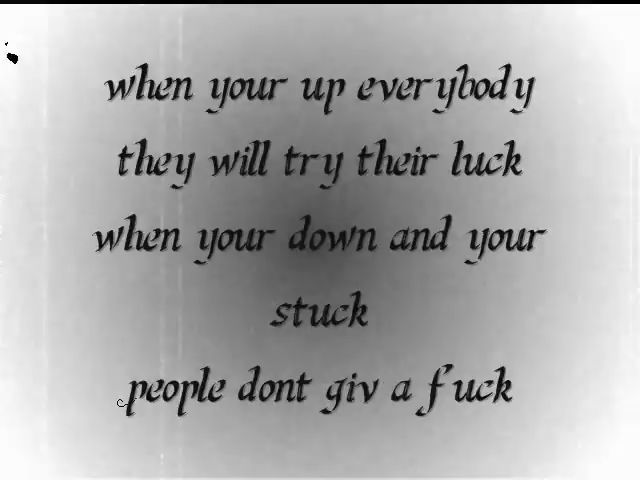 when your up everybody
they will try their luck
when your down and your
stuck
people dont giv a fuck